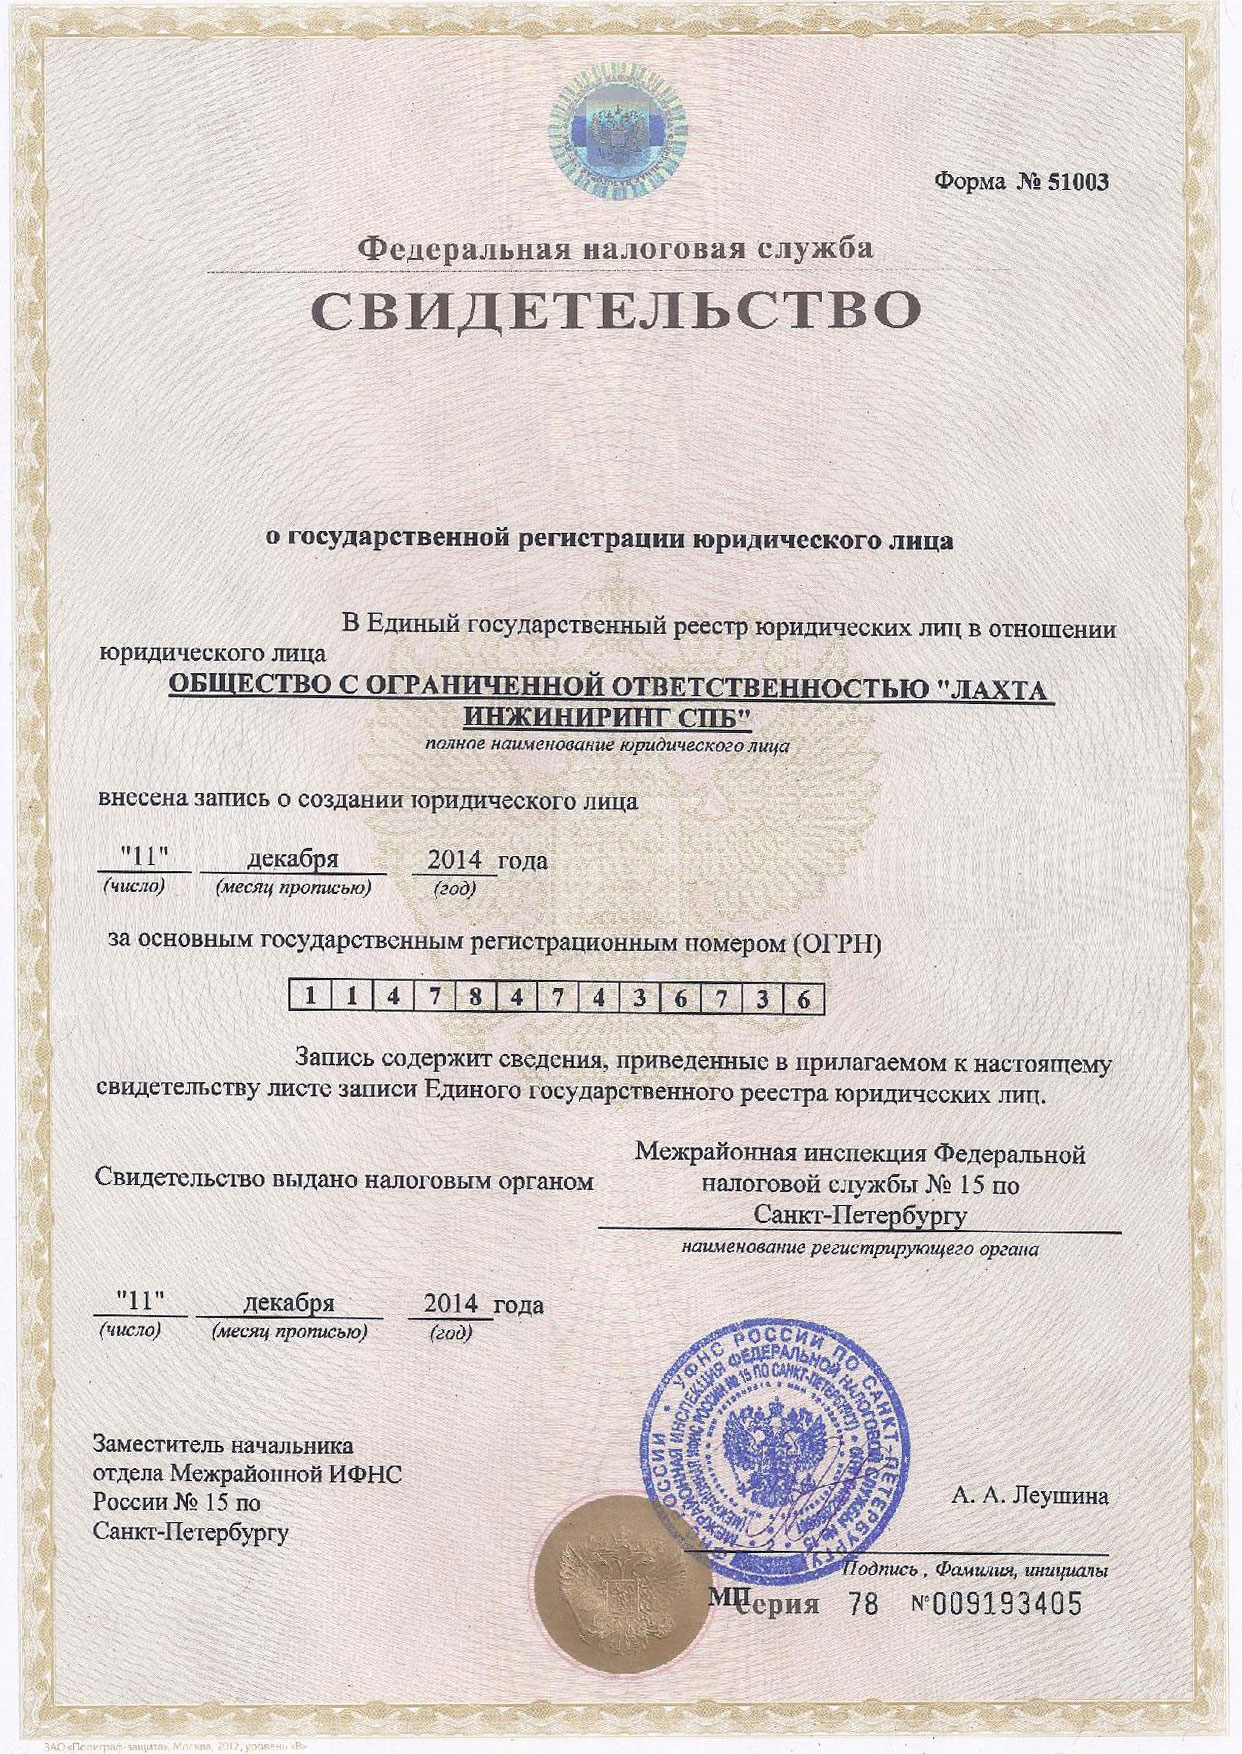 Форма № 51003
Федеральная налоговая служба
СВИДЕТЕЛЬСТВО
о государственной регистрации юридического лица
В Единый государственный реестр юридических лиц в отношении
юридического лица
ОБЩЕСТВО С ОГРАНИЧЕННОЙ ОТВЕТСТВЕННОСТЬЮ "ЛАХТА
ИНЖИНИРИНГ СПБ"
полное наименование юридического лица
внесена запись о создании юридического лица
"11" декабря 2014 года
(число) (месяц прописью) (год)
за основным государственным регистрационным номером (ОГРН)
1 1 4 7 8 4 7 4 3 6 7 3 6
Запись содержит сведения, приведенные в прилагаемом к настоящему
свидетельству листе записи Единого государственного реестра юридических лиц.
Свидетельство выдано налоговым органом
Межрайонная инспекция Федеральной
налоговой службы № 15 по
Санкт-Петербургу
наименование регистрирующего органа
"11" декабря 2014 года
(число) (месяц прописью) (год)
Заместитель начальника
отдела Межрайонной ИФНС
России № 15 по
Санкт-Петербургу
УФНС РОССИИ ПО САНКТ-ПЕТЕРБУРГУ
МЕЖРАЙОННАЯ ИНСПЕКЦИЯ ФЕДЕРАЛЬНОЙ НАЛОГОВОЙ СЛУЖБЫ № 15
А. А. Леушина
Подпись , Фамилия, инициалы
МП
серия 78 №009193405
ЗАО «Полиграф-защита», Москва, 2012, уровень «В»